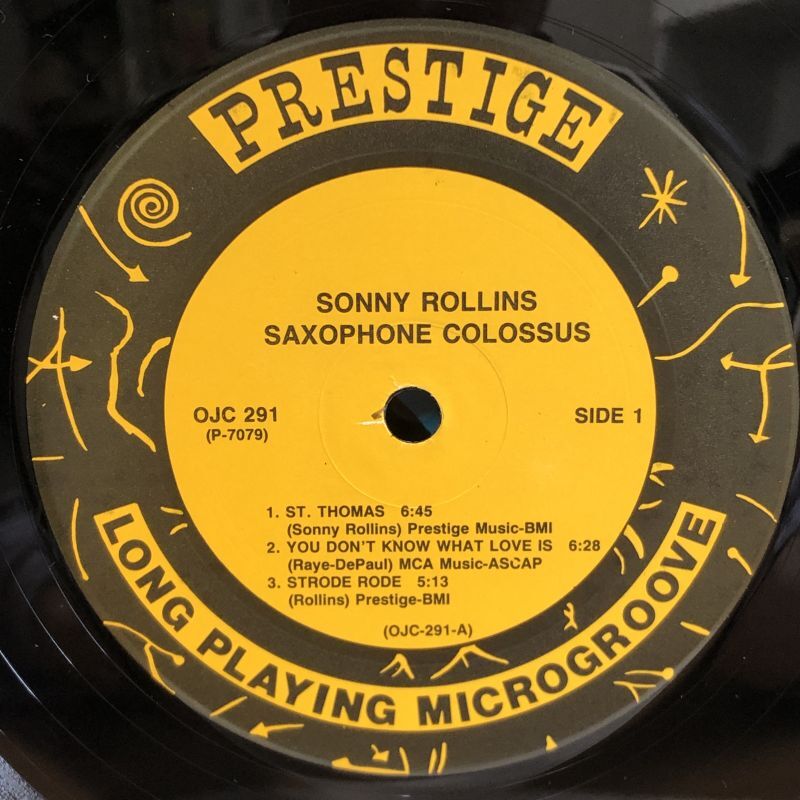 PRESTIGE
SONNY ROLLINS
SAXOPHONE COLOSSUS
OJC 291
(P-7079)
SIDE 1
1. ST. THOMAS 6:45
(Sonny Rollins) Prestige Music-BMI
2. YOU DON'T KNOW WHAT LOVE IS 6:28
(Raye-DePaul) MCA Music-ASCAP
3. STRODE RODE 5:13
(Rollins) Prestige-BMI
(OJC-291-A)
LONG PLAYING MICROGROOVE